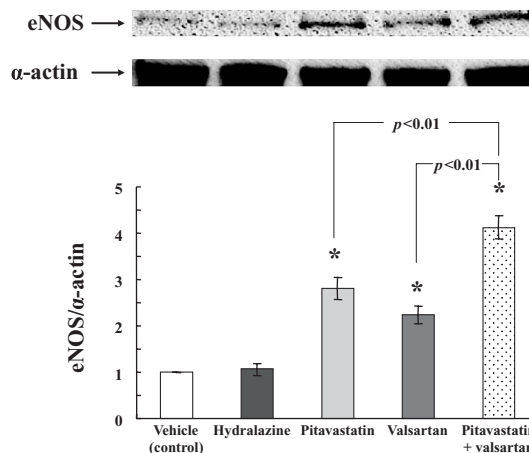 eNOS
α-actin
p<0.01
p<0.01
*
*
*
eNOS/α-actin
5
4
3
2
1
0
Vehicle Hydralazine Pitavastatin Valsartan Pitavastatin
(control) + valsartan